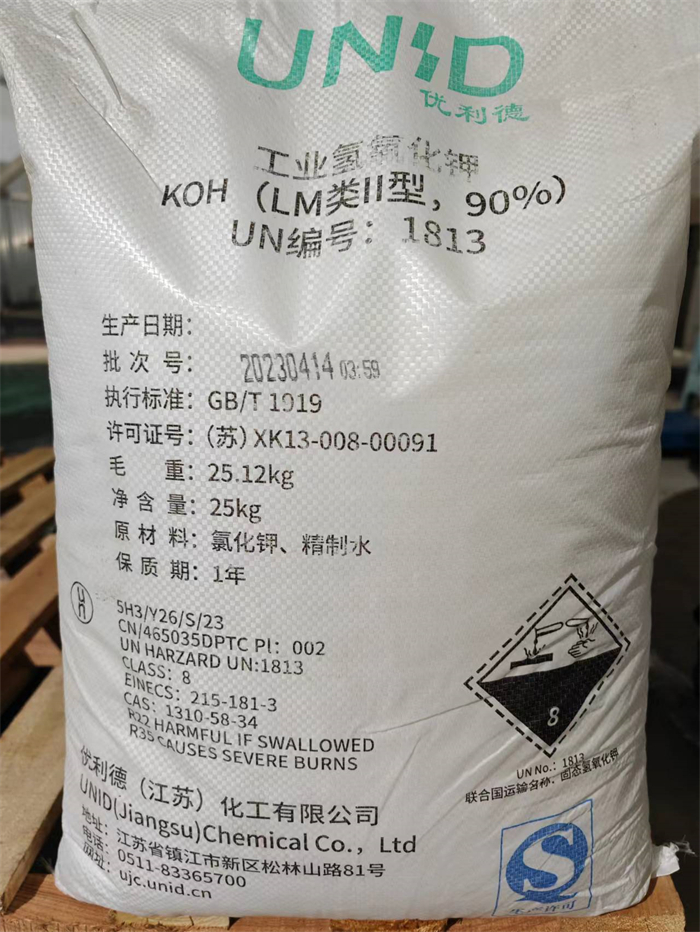 UNID
优利德
工业氢氧化钾
KOH（LM类II型，90%）
UN编号：1813
生产日期：
批次号： 20230414 03:59
执行标准：GB/T 1919
许可证号：(苏)XK13-008-00091
毛 重：25.12kg
净含量：25kg
原材料：氯化钾、精制水
保质期：1年
5H3/Y26/S/23
CN/465035DPTC Pl：002
UN HARZARD UN:1813
CLASS：8
EINECS：215-181-3
CAS：1310-58-34
R22 HARMFUL IF SWALLOWED
R35 CAUSES SEVERE BURNS
8
UN No.：1813
联合国运输名称：固态氢氧化钾
优利德（江苏）化工有限公司
UNID(Jiangsu)Chemical Co.，Ltd
地址：江苏省镇江市新区松林山路81号
电话：0511-83365700
网址：ujc.unid.cn
生产许可